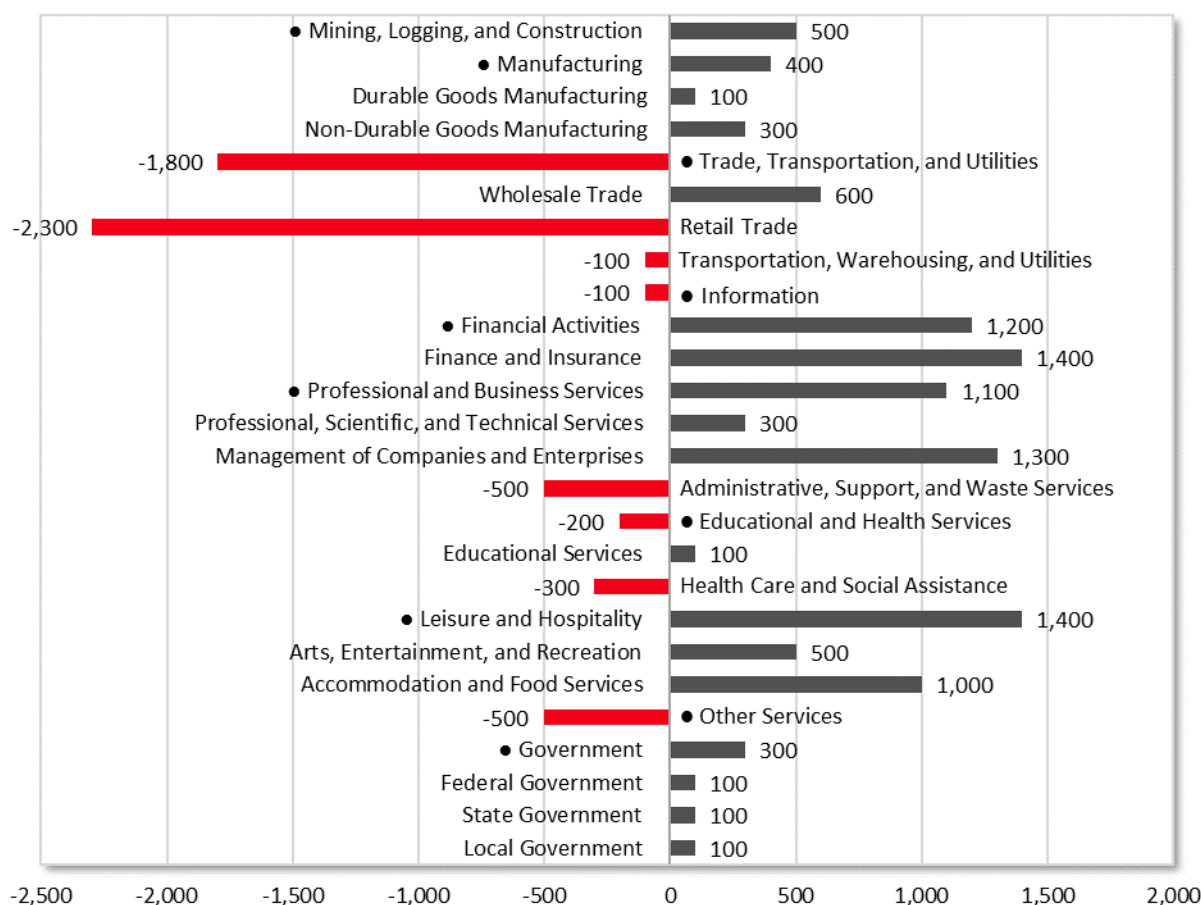 ● Mining, Logging, and Construction 500
● Manufacturing 400
Durable Goods Manufacturing 100
Non-Durable Goods Manufacturing 300
-1,800 ● Trade, Transportation, and Utilities
Wholesale Trade 600
-2,300 Retail Trade
-100 Transportation, Warehousing, and Utilities
-100 ● Information
● Financial Activities 1,200
Finance and Insurance 1,400
● Professional and Business Services 1,100
Professional, Scientific, and Technical Services 300
Management of Companies and Enterprises 1,300
-500 Administrative, Support, and Waste Services
-200 ● Educational and Health Services
Educational Services 100
-300 Health Care and Social Assistance
● Leisure and Hospitality 1,400
Arts, Entertainment, and Recreation 500
Accommodation and Food Services 1,000
-500 ● Other Services
● Government 300
Federal Government 100
State Government 100
Local Government 100
-2,500 -2,000 -1,500 -1,000 -500 0 500 1,000 1,500 2,000